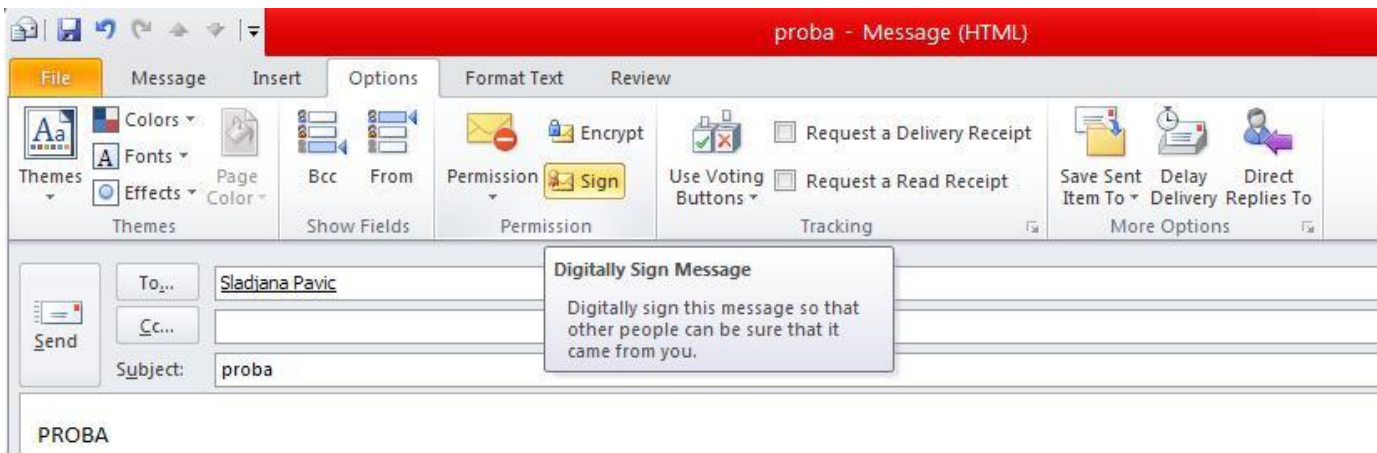 proba - Message (HTML)
File Message Insert Options Format Text Review
Colors
Fonts
Effects
Themes
Page
Color
Themes
Bcc From
Show Fields
Permission
Encrypt
Sign
Permission
Use Voting
Buttons
Request a Delivery Receipt
Request a Read Receipt
Tracking
Save Sent
Item To
Delay
Delivery
Direct
Replies To
More Options
Digitally Sign Message
Digitally sign this message so that
other people can be sure that it
came from you.
Send
To...
Sladjana Pavic
Cc...
Subject: proba
PROBA